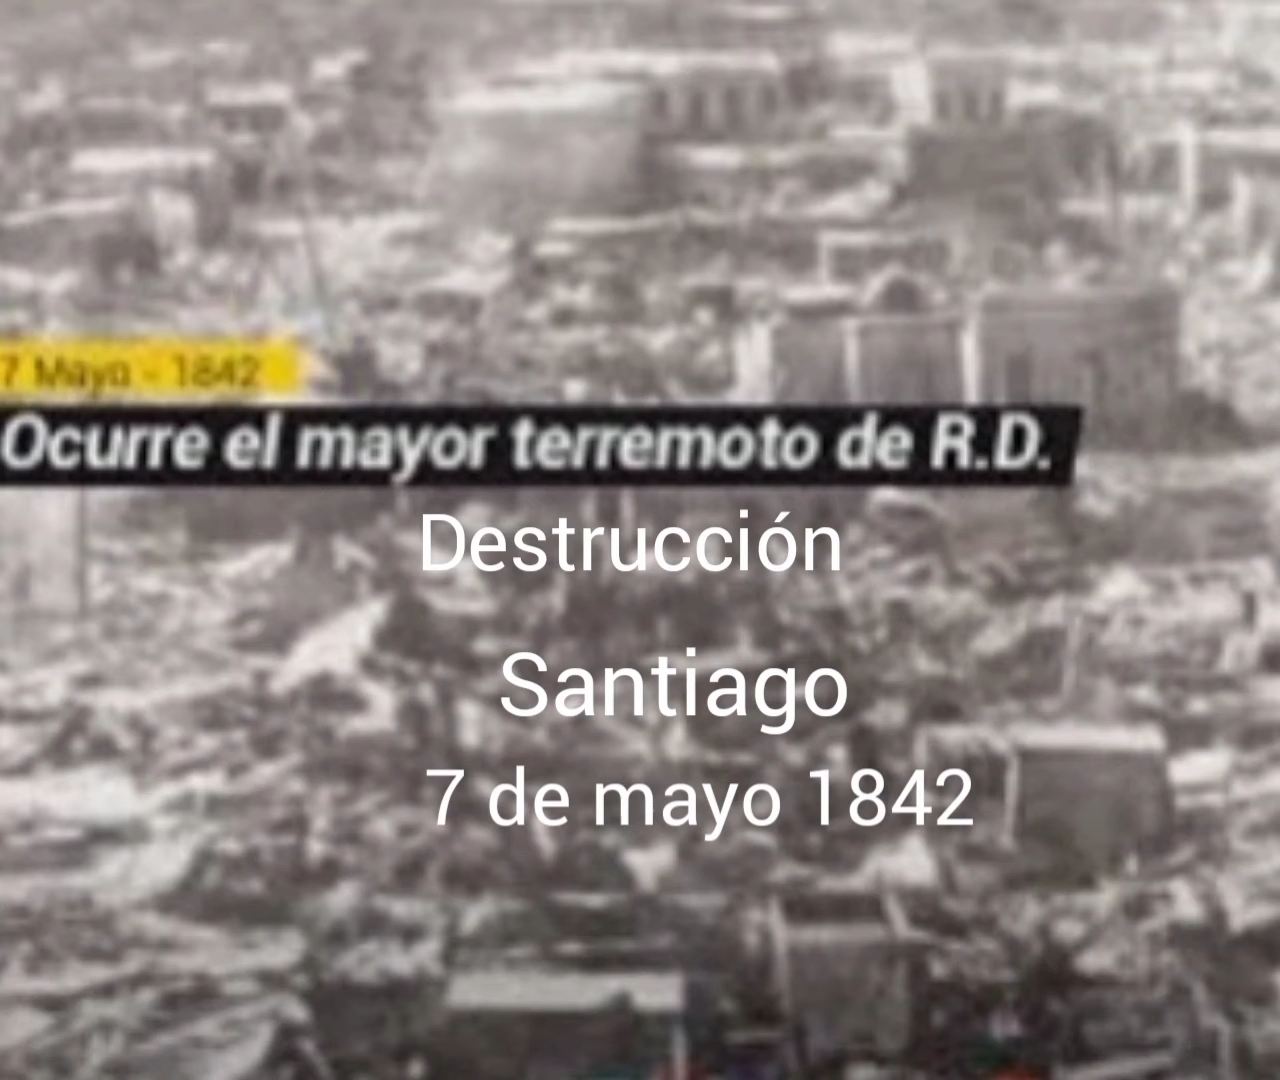 7 Mayo - 1842
Ocurre el mayor terremoto de R.D.
Destrucción
Santiago
7 de mayo 1842